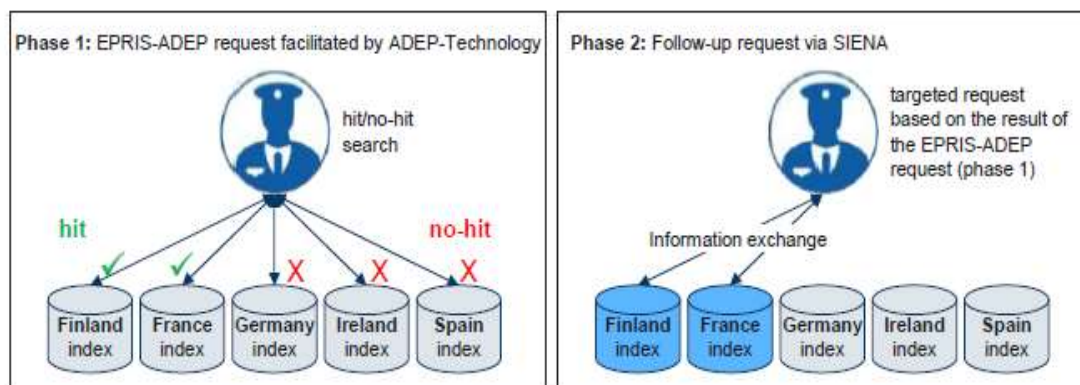 Phase 1: EPRIS-ADEP request facilitated by ADEP-Technology
hit/no-hit
search
hit
no-hit
Finland
index
France
index
Germany
index
Ireland
index
Spain
index
Phase 2: Follow-up request via SIENA
targeted request
based on the result of
the EPRIS-ADEP
request (phase 1)
Information exchange
Finland
index
France
index
Germany
index
Ireland
index
Spain
index